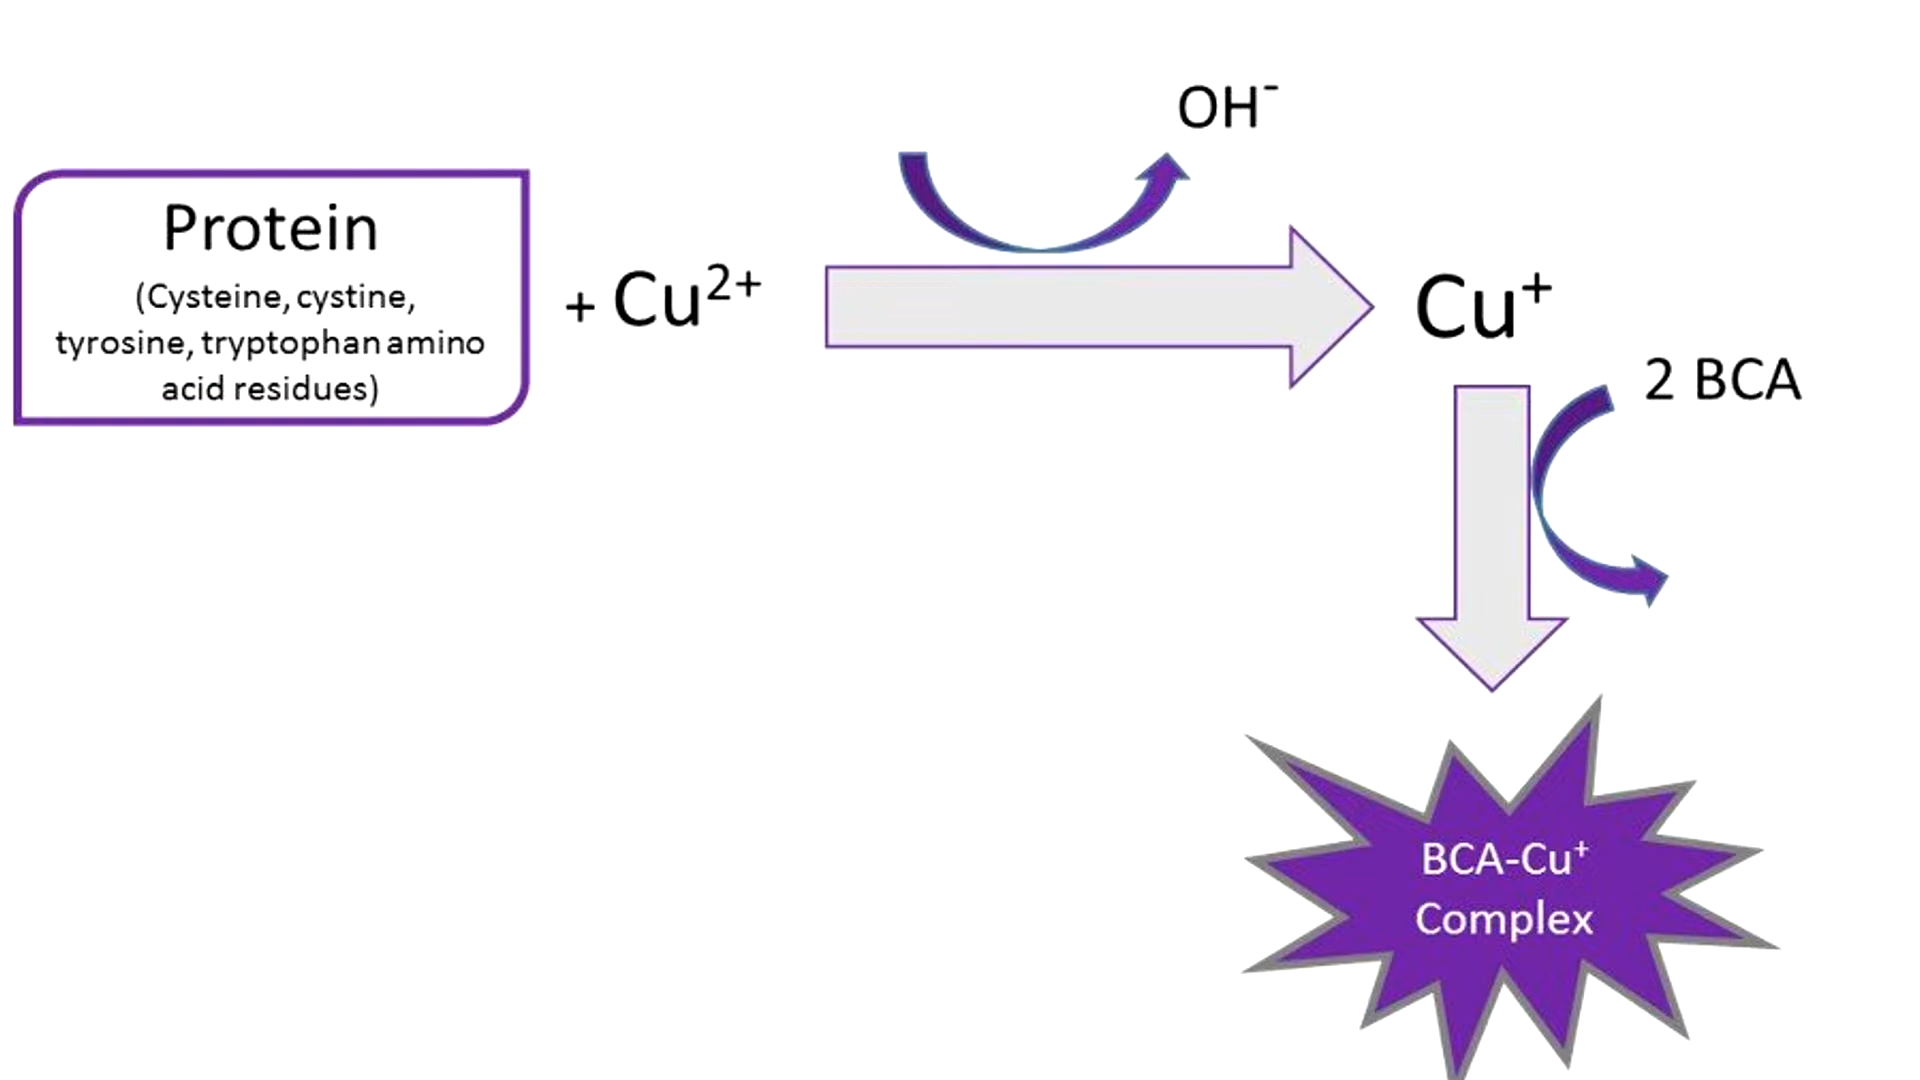 OH⁻
Protein
(Cysteine, cystine,
tyrosine, tryptophan amino
acid residues)
+ Cu²⁺
Cu⁺
2 BCA
BCA-Cu⁺
Complex